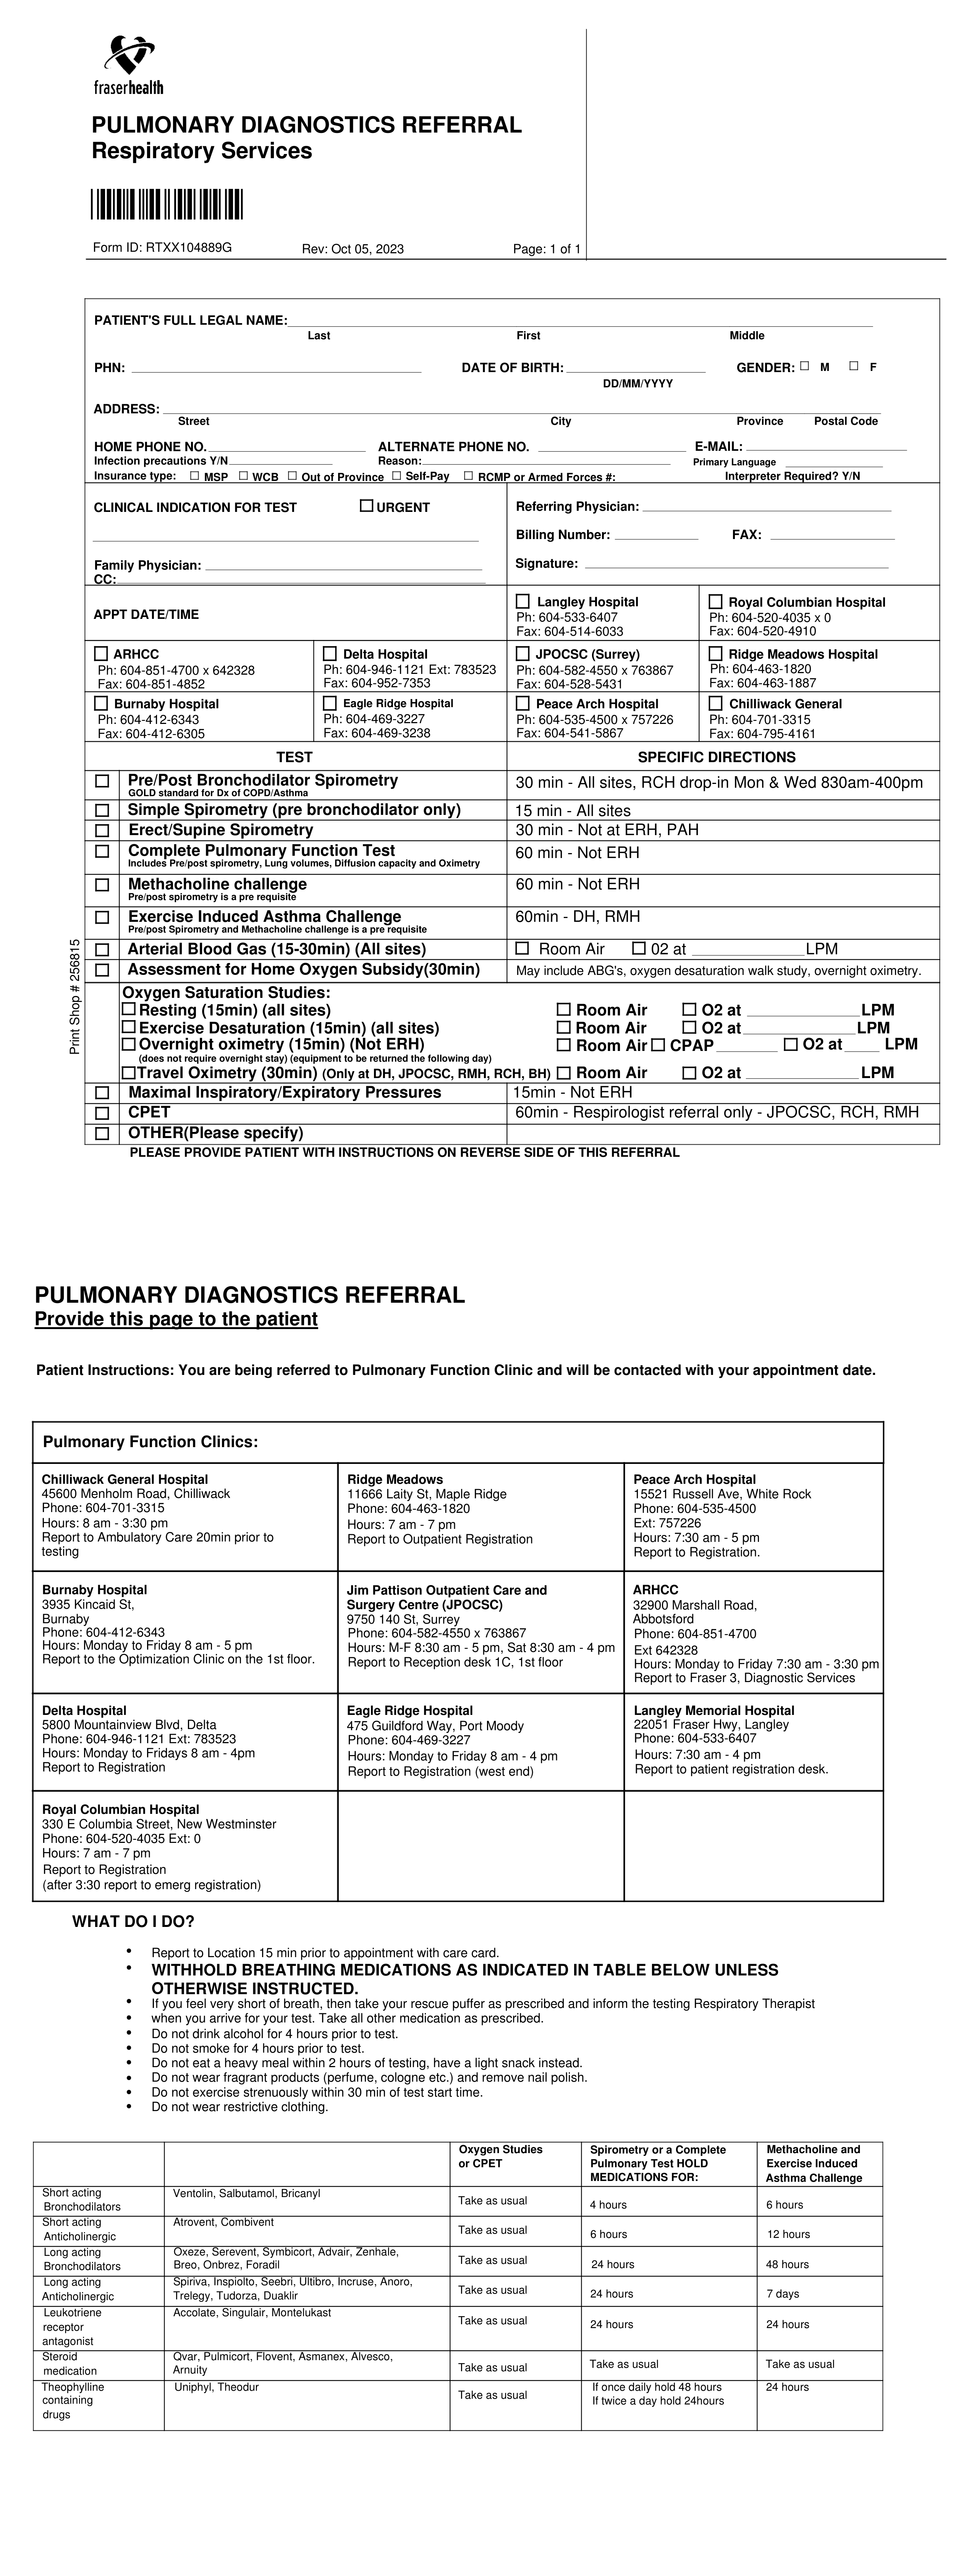 fraserhealth
PULMONARY DIAGNOSTICS REFERRAL
Respiratory Services
Form ID: RTXX104889G Rev: Oct 05, 2023 Page: 1 of 1
PATIENT'S FULL LEGAL NAME:
Last First Middle
PHN: DATE OF BIRTH: GENDER: ☐ M ☐ F
DD/MM/YYYY
ADDRESS:
Street City Province Postal Code
HOME PHONE NO. ALTERNATE PHONE NO. E-MAIL:
Infection precautions Y/N Reason: Primary Language
Insurance type: ☐ MSP ☐ WCB ☐ Out of Province ☐ Self-Pay ☐ RCMP or Armed Forces #: Interpreter Required? Y/N
CLINICAL INDICATION FOR TEST ☐ URGENT
Family Physician:
CC:
Referring Physician:
Billing Number: FAX:
Signature:
APPT DATE/TIME
☐ Langley Hospital
Ph: 604-533-6407
Fax: 604-514-6033
☐ Royal Columbian Hospital
Ph: 604-520-4035 x 0
Fax: 604-520-4910
☐ ARHCC
Ph: 604-851-4700 x 642328
Fax: 604-851-4852
☐ Delta Hospital
Ph: 604-946-1121 Ext: 783523
Fax: 604-952-7353
☐ JPOCSC (Surrey)
Ph: 604-582-4550 x 763867
Fax: 604-528-5431
☐ Ridge Meadows Hospital
Ph: 604-463-1820
Fax: 604-463-1887
☐ Burnaby Hospital
Ph: 604-412-6343
Fax: 604-412-6305
☐ Eagle Ridge Hospital
Ph: 604-469-3227
Fax: 604-469-3238
☐ Peace Arch Hospital
Ph: 604-535-4500 x 757226
Fax: 604-541-5867
☐ Chilliwack General
Ph: 604-701-3315
Fax: 604-795-4161
TEST SPECIFIC DIRECTIONS
☐ Pre/Post Bronchodilator Spirometry
GOLD standard for Dx of COPD/Asthma
30 min - All sites, RCH drop-in Mon & Wed 830am-400pm
☐ Simple Spirometry (pre bronchodilator only) 15 min - All sites
☐ Erect/Supine Spirometry 30 min - Not at ERH, PAH
☐ Complete Pulmonary Function Test 60 min - Not ERH
Includes Pre/post spirometry, Lung volumes, Diffusion capacity and Oximetry
☐ Methacholine challenge 60 min - Not ERH
Pre/post spirometry is a pre requisite
☐ Exercise Induced Asthma Challenge 60min - DH, RMH
Pre/post Spirometry and Methacholine challenge is a pre requisite
☐ Arterial Blood Gas (15-30min) (All sites) ☐ Room Air ☐ 02 at LPM
☐ Assessment for Home Oxygen Subsidy(30min) May include ABG's, oxygen desaturation walk study, overnight oximetry.
Oxygen Saturation Studies:
☐ Resting (15min) (all sites) ☐ Room Air ☐ O2 at LPM
☐ Exercise Desaturation (15min) (all sites) ☐ Room Air ☐ O2 at LPM
☐ Overnight oximetry (15min) (Not ERH) ☐ Room Air ☐ CPAP ☐ O2 at LPM
(does not require overnight stay) (equipment to be returned the following day)
☐ Travel Oximetry (30min) (Only at DH, JPOCSC, RMH, RCH, BH) ☐ Room Air ☐ O2 at LPM
☐ Maximal Inspiratory/Expiratory Pressures 15min - Not ERH
☐ CPET 60min - Respirologist referral only - JPOCSC, RCH, RMH
☐ OTHER(Please specify)
Print Shop # 256815
PLEASE PROVIDE PATIENT WITH INSTRUCTIONS ON REVERSE SIDE OF THIS REFERRAL
PULMONARY DIAGNOSTICS REFERRAL
Provide this page to the patient
Patient Instructions: You are being referred to Pulmonary Function Clinic and will be contacted with your appointment date.
Pulmonary Function Clinics:
Chilliwack General Hospital
45600 Menholm Road, Chilliwack
Phone: 604-701-3315
Hours: 8 am - 3:30 pm
Report to Ambulatory Care 20min prior to
testing
Ridge Meadows
11666 Laity St, Maple Ridge
Phone: 604-463-1820
Hours: 7 am - 7 pm
Report to Outpatient Registration
Peace Arch Hospital
15521 Russell Ave, White Rock
Phone: 604-535-4500
Ext: 757226
Hours: 7:30 am - 5 pm
Report to Registration.
Burnaby Hospital
3935 Kincaid St,
Burnaby
Phone: 604-412-6343
Hours: Monday to Friday 8 am - 5 pm
Report to the Optimization Clinic on the 1st floor.
Jim Pattison Outpatient Care and
Surgery Centre (JPOCSC)
9750 140 St, Surrey
Phone: 604-582-4550 x 763867
Hours: M-F 8:30 am - 5 pm, Sat 8:30 am - 4 pm
Report to Reception desk 1C, 1st floor
ARHCC
32900 Marshall Road,
Abbotsford
Phone: 604-851-4700
Ext 642328
Hours: Monday to Friday 7:30 am - 3:30 pm
Report to Fraser 3, Diagnostic Services
Delta Hospital
5800 Mountainview Blvd, Delta
Phone: 604-946-1121 Ext: 783523
Hours: Monday to Fridays 8 am - 4pm
Report to Registration
Eagle Ridge Hospital
475 Guildford Way, Port Moody
Phone: 604-469-3227
Hours: Monday to Friday 8 am - 4 pm
Report to Registration (west end)
Langley Memorial Hospital
22051 Fraser Hwy, Langley
Phone: 604-533-6407
Hours: 7:30 am - 4 pm
Report to patient registration desk.
Royal Columbian Hospital
330 E Columbia Street, New Westminster
Phone: 604-520-4035 Ext: 0
Hours: 7 am - 7 pm
Report to Registration
(after 3:30 report to emerg registration)
WHAT DO I DO?
• Report to Location 15 min prior to appointment with care card.
• WITHHOLD BREATHING MEDICATIONS AS INDICATED IN TABLE BELOW UNLESS
OTHERWISE INSTRUCTED.
• If you feel very short of breath, then take your rescue puffer as prescribed and inform the testing Respiratory Therapist
• when you arrive for your test. Take all other medication as prescribed.
• Do not drink alcohol for 4 hours prior to test.
• Do not smoke for 4 hours prior to test.
• Do not eat a heavy meal within 2 hours of testing, have a light snack instead.
• Do not wear fragrant products (perfume, cologne etc.) and remove nail polish.
• Do not exercise strenuously within 30 min of test start time.
• Do not wear restrictive clothing.
Oxygen Studies
or CPET
Spirometry or a Complete
Pulmonary Test HOLD
MEDICATIONS FOR:
Methacholine and
Exercise Induced
Asthma Challenge
Short acting
Bronchodilators
Ventolin, Salbutamol, Bricanyl
Take as usual 4 hours 6 hours
Short acting
Anticholinergic
Atrovent, Combivent
Take as usual 6 hours 12 hours
Long acting
Bronchodilators
Oxeze, Serevent, Symbicort, Advair, Zenhale,
Breo, Onbrez, Foradil
Take as usual 24 hours 48 hours
Long acting
Anticholinergic
Spiriva, Inspiolto, Seebri, Ultibro, Incruse, Anoro,
Trelegy, Tudorza, Duaklir
Take as usual 24 hours 7 days
Leukotriene
receptor
antagonist
Accolate, Singulair, Montelukast
Take as usual 24 hours 24 hours
Steroid
medication
Qvar, Pulmicort, Flovent, Asmanex, Alvesco,
Arnuity
Take as usual Take as usual Take as usual
Theophylline
containing
drugs
Uniphyl, Theodur
Take as usual
If once daily hold 48 hours
If twice a day hold 24hours
24 hours